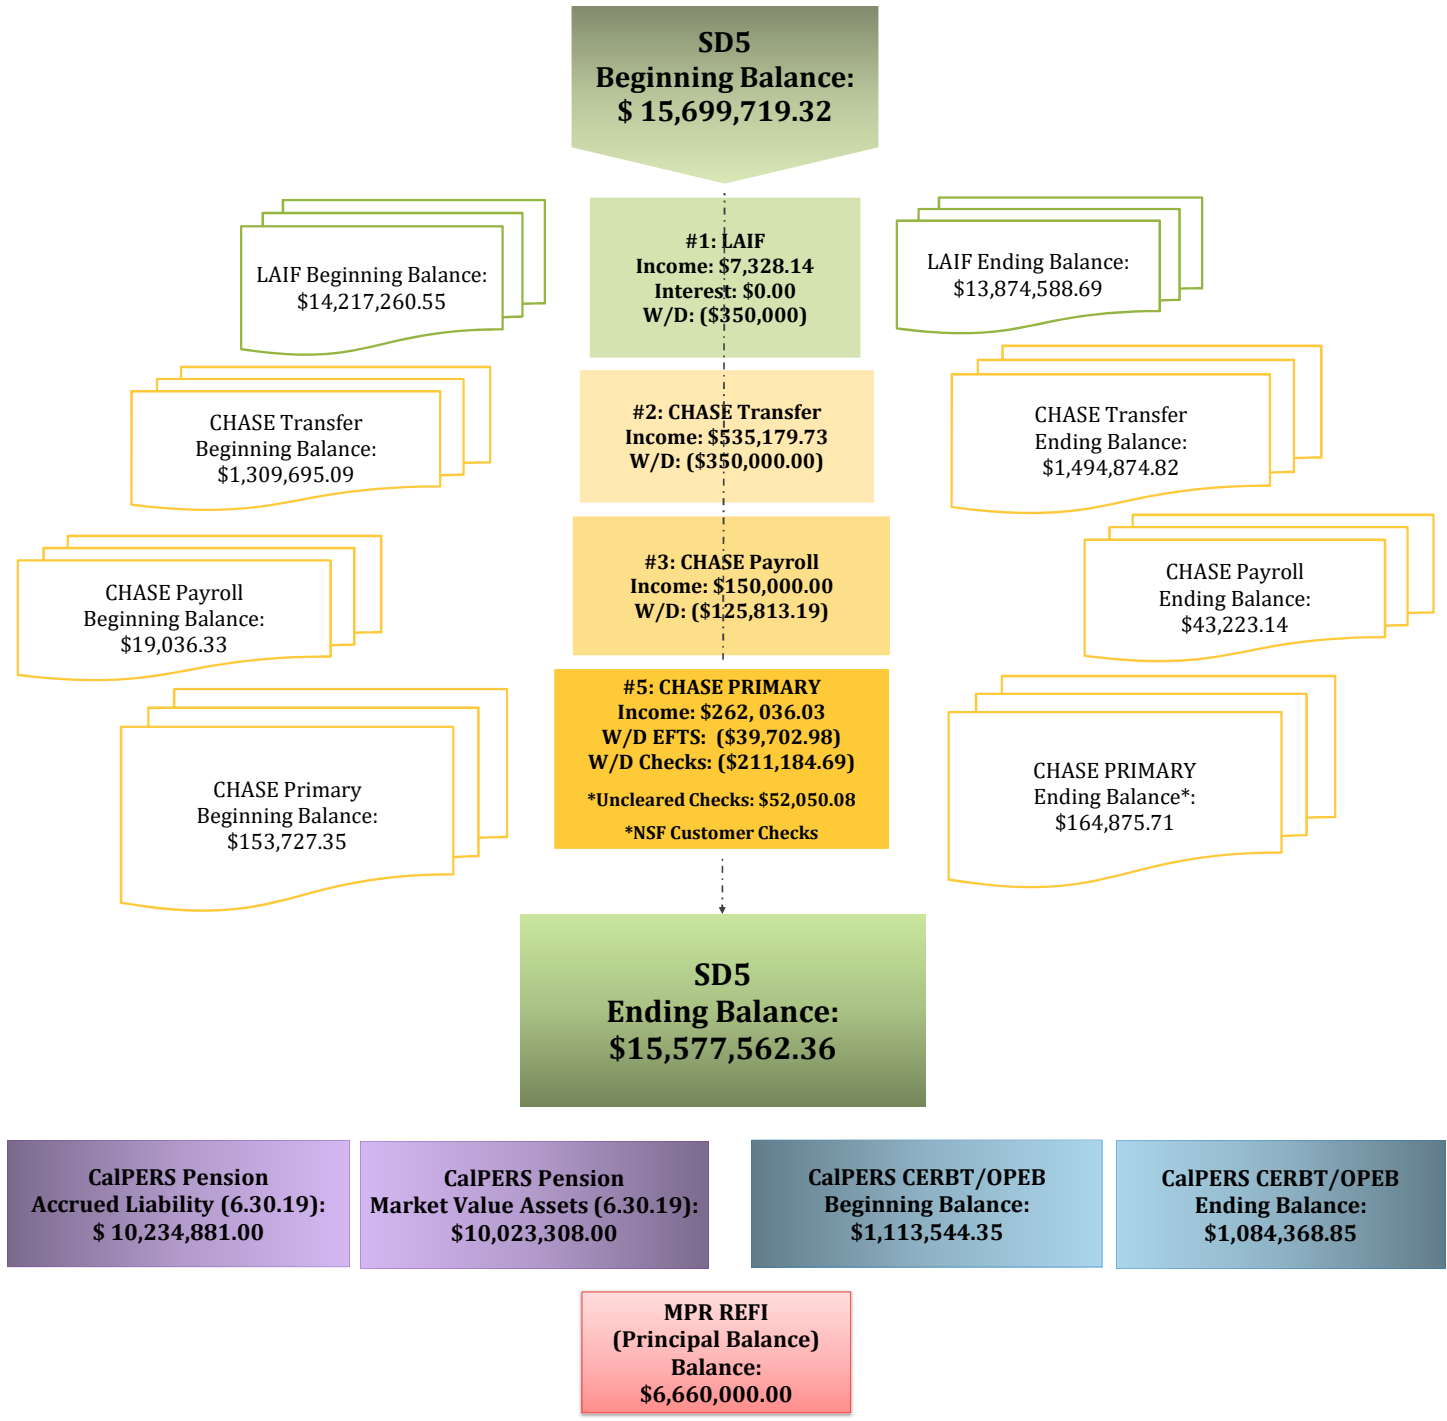 SD5
Beginning Balance:
$ 15,699,719.32
LAIF Beginning Balance:
$14,217,260.55
#1: LAIF
Income: $7,328.14
Interest: $0.00
W/D: ($350,000)
LAIF Ending Balance:
$13,874,588.69
CHASE Transfer
Beginning Balance:
$1,309,695.09
#2: CHASE Transfer
Income: $535,179.73
W/D: ($350,000.00)
CHASE Transfer
Ending Balance:
$1,494,874.82
CHASE Payroll
Beginning Balance:
$19,036.33
#3: CHASE Payroll
Income: $150,000.00
W/D: ($125,813.19)
CHASE Payroll
Ending Balance:
$43,223.14
CHASE Primary
Beginning Balance:
$153,727.35
#5: CHASE PRIMARY
Income: $262, 036.03
W/D EFTS:  ($39,702.98)
W/D Checks: ($211,184.69)
*Uncleared Checks: $52,050.08
*NSF Customer Checks
CHASE PRIMARY
Ending Balance*:
$164,875.71
SD5
Ending Balance:
$15,577,562.36
CalPERS Pension
Accrued Liability (6.30.19):
$ 10,234,881.00
CalPERS Pension
Market Value Assets (6.30.19):
$10,023,308.00
CalPERS CERBT/OPEB
Beginning Balance:
$1,113,544.35
CalPERS CERBT/OPEB
Ending Balance:
$1,084,368.85
MPR REFI
(Principal Balance)
Balance:
$6,660,000.00